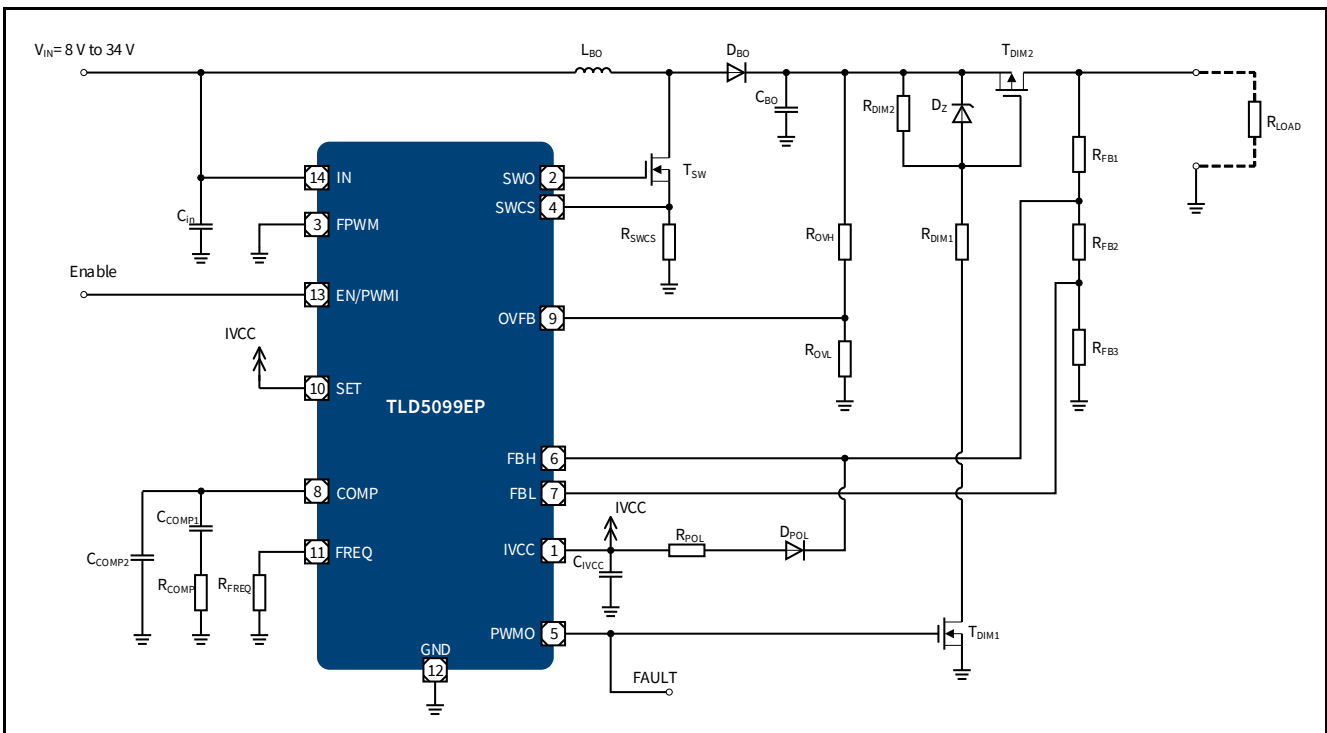 VIN= 8 V to 34 V
LBO
DBO
TDIM2
CBO
RDIM2
DZ
RFB1
RLOAD
14 IN
SWO 2
TSW
SWCS 4
Cin
3 FPWM
RSWCS
ROVH
RDIM1
RFB2
Enable
13 EN/PWMI
OVFB 9
IVCC
ROVL
RFB3
10 SET
TLD5099EP
FBH 6
8 COMP
FBL 7
CCOMP1
IVCC
RPOL
DPOL
11 FREQ
IVCC 1
CCOMP2
CIVCC
RCOMP
RFREQ
PWMO 5
TDIM1
GND
12
FAULT